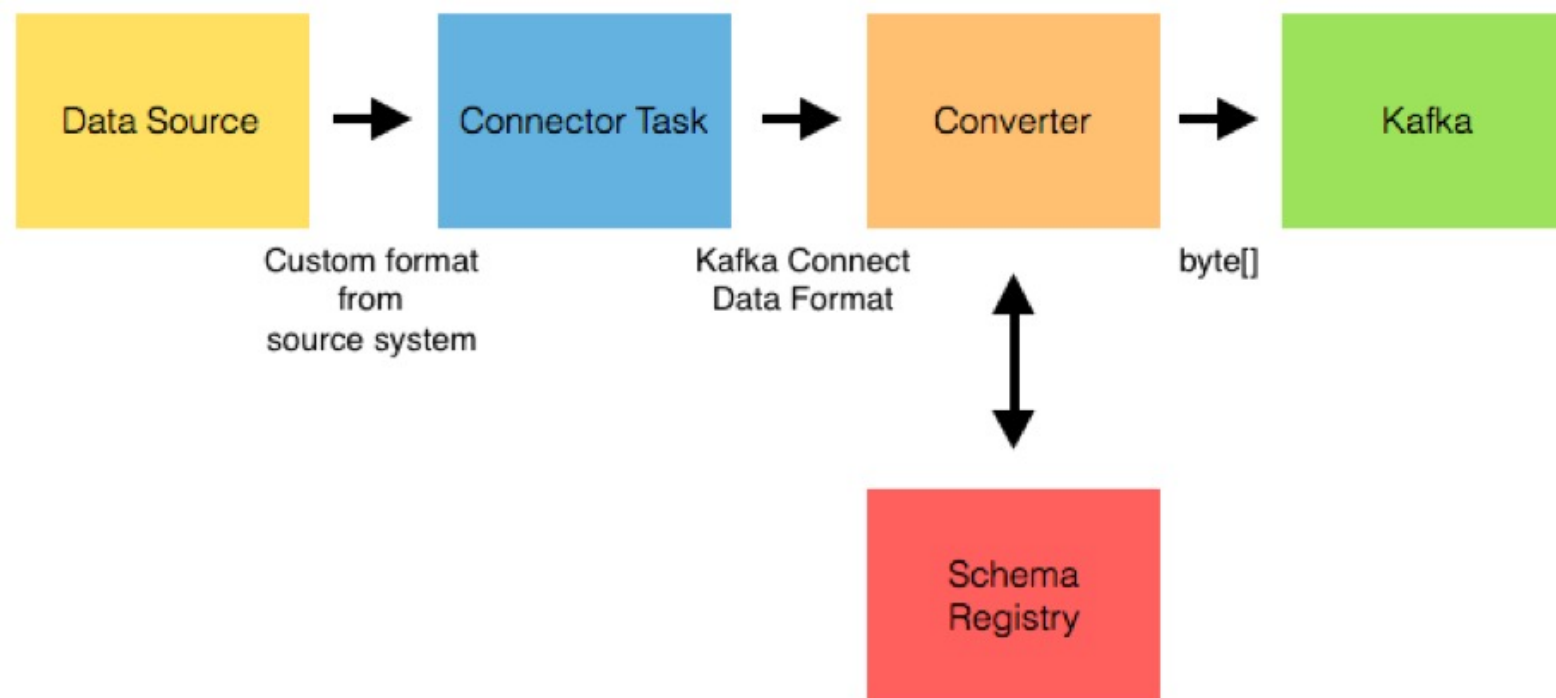 Data Source
Connector Task
Converter
Kafka
Custom format
from
source system
Kafka Connect
Data Format
byte[]
Schema
Registry